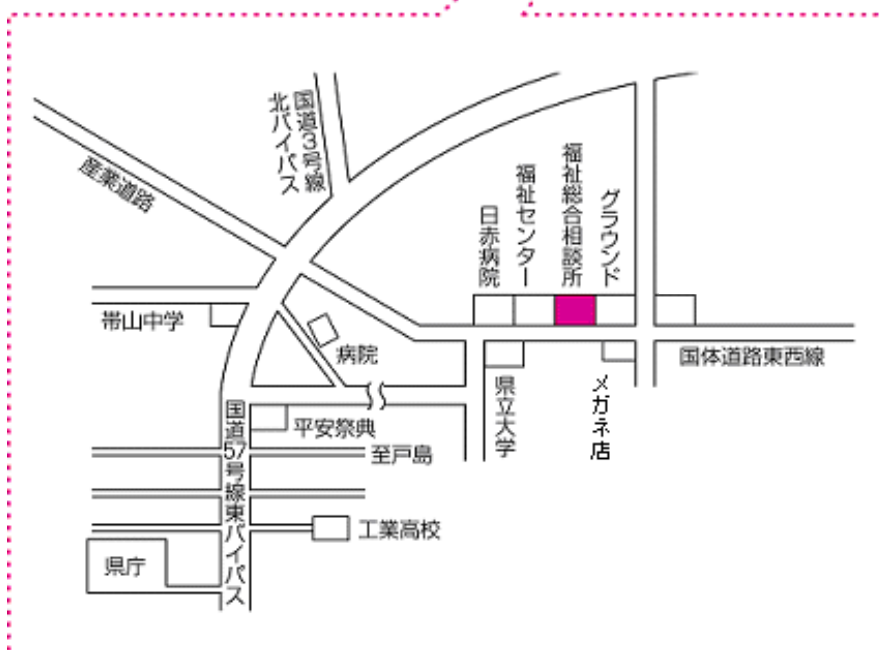 国道3号線
北バイパス
産業道路
日赤病院
福祉センター
福祉総合相談所
グラウンド
帯山中学
病院
国体道路東西線
県立大学
メガネ店
平安祭典
国道57号線東バイパス
至戸島
工業高校
県庁